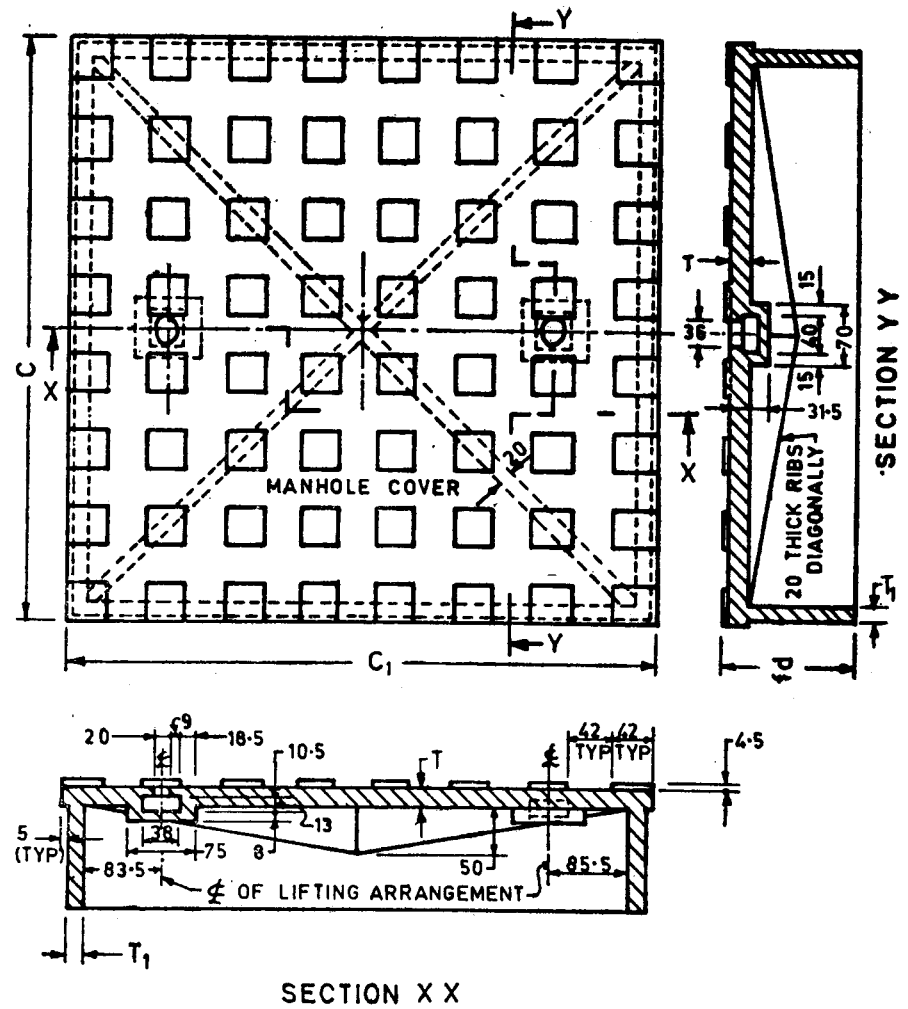 Y
C
X
MANHOLE COVER
20
X
Y
C1
T
36
15
40
70
15
31·5
20 THICK RIBS
DIAGONALLY
T1
fd
SECTION Y Y
20
9
18·5
10·5
T
42
TYP
42
TYP
4·5
5
(TYP)
38
75
8
13
50
83·5
℄ OF LIFTING ARRANGEMENT
85·5
T1
SECTION X X